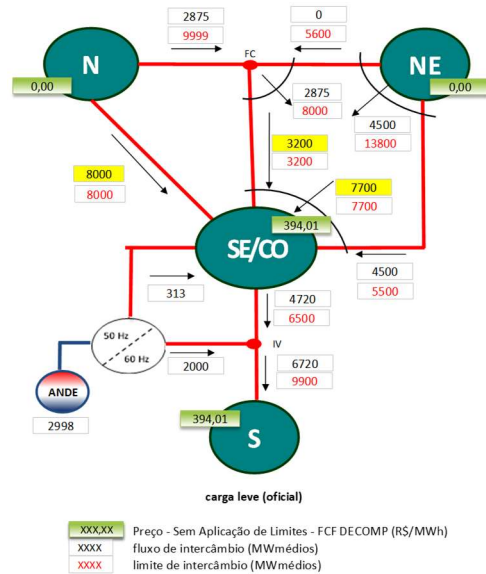 2875
9999
0
5600
FC
N
NE
0,00
0,00
2875
8000
4500
13800
3200
3200
8000
8000
7700
7700
394,01
SE/CO
4500
5500
313
4720
6500
50 Hz
60 Hz
IV
2000
6720
9900
ANDE
2998
394,01
S
carga leve (oficial)
XXX,XX Preço - Sem Aplicação de Limites - FCF DECOMP (R$/MWh)
XXXX fluxo de intercâmbio (MWmédios)
XXXX limite de intercâmbio (MWmédios)